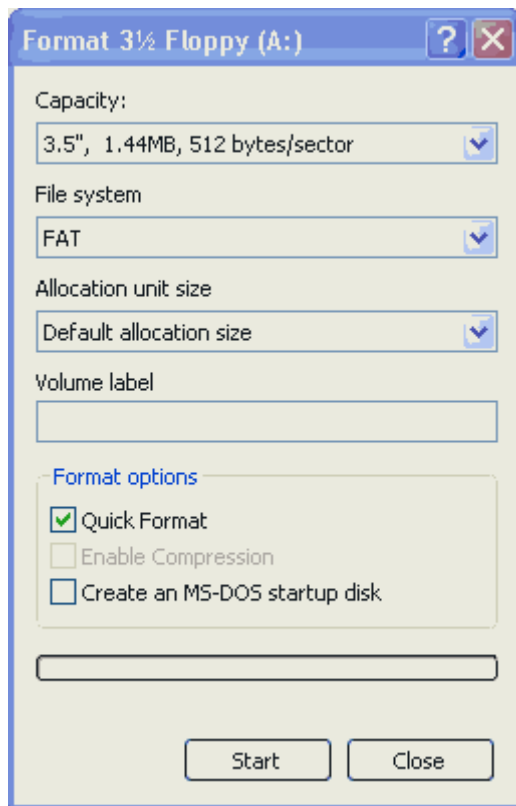 Format 3½ Floppy (A:)
Capacity:
3.5", 1.44MB, 512 bytes/sector
File system
FAT
Allocation unit size
Default allocation size
Volume label
Format options
Quick Format
Enable Compression
Create an MS-DOS startup disk
Start Close